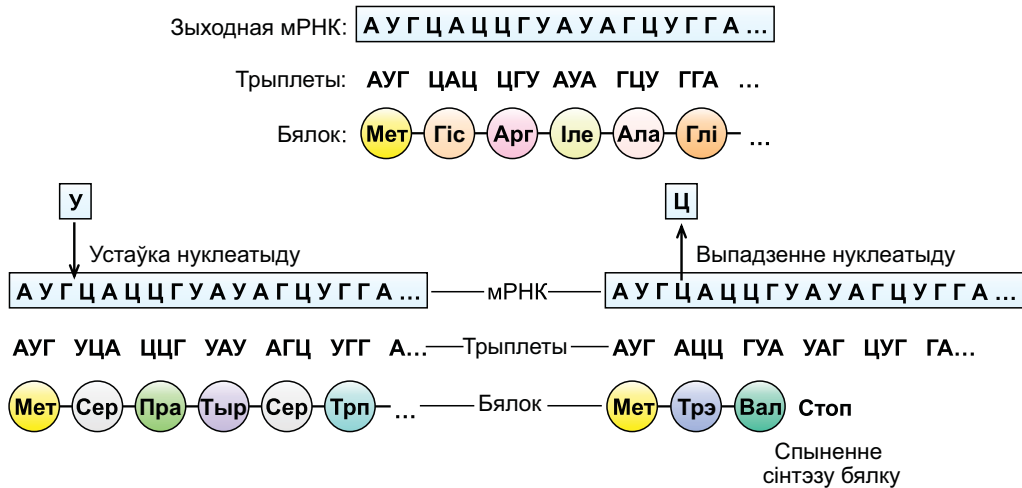 Зыходная мРНК: А У Г Ц А Ц Ц Г У А У А Г Ц У Г Г А ...
Трыплеты: АУГ ЦАЦ ЦГУ АУА ГЦУ ГГА ...
Бялок: Мет Гіс Арг Іле Ала Глі ...
У
Устаўка нуклеатыду
Ц
Выпадзенне нуклеатыду
А У Г Ц А Ц Ц Г У А У А Г Ц У Г Г А ... мРНК А У Г Ц А Ц Ц Г У А У А Г Ц У Г Г А ...
АУГ УЦА ЦЦГ УАУ АГЦ УГГ А... Трыплеты АУГ АЦЦ ГУА УАГ ЦУГ ГА...
Мет Сер Пра Тыр Сер Трп ... Бялок Мет Трэ Вал Стоп
Спыненне
сінтэзу бялку